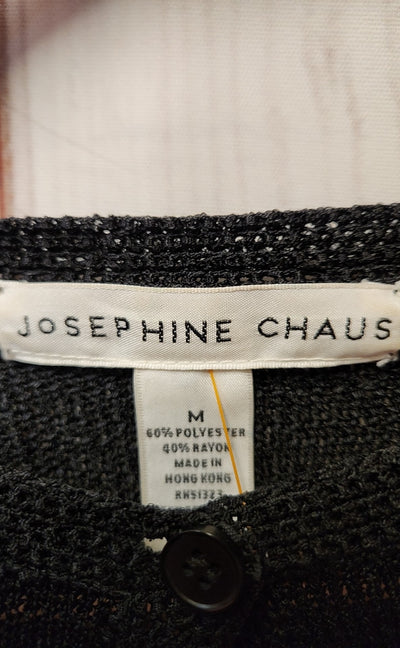 JOSEPHINE CHAUS
M
60% POLYESTER
40% RAYON
MADE IN
HONG KONG
RN51323